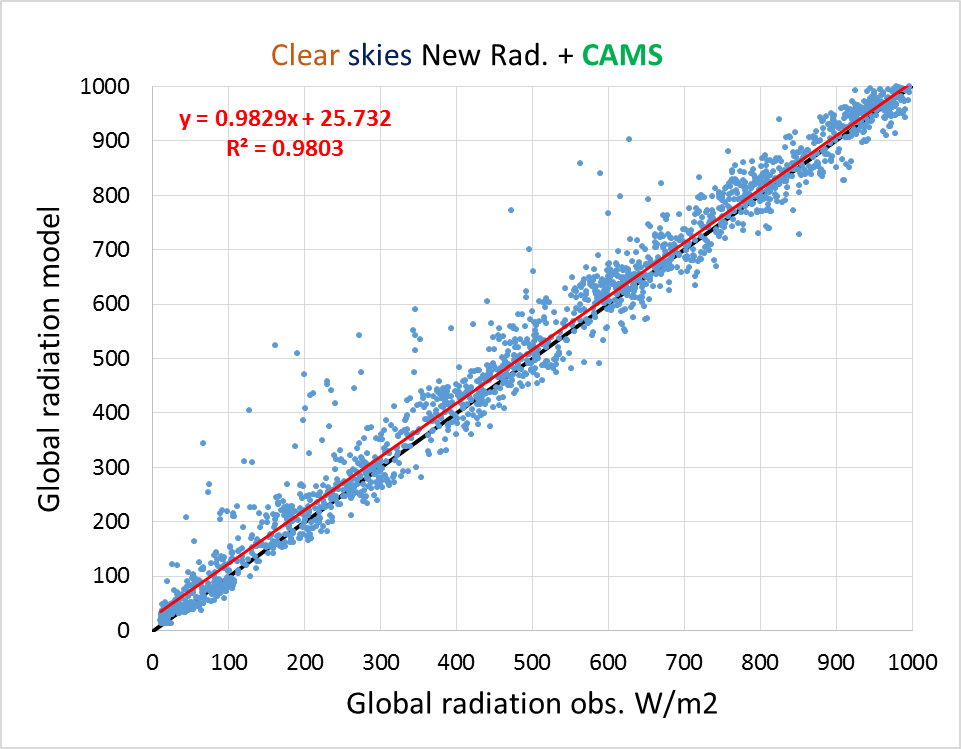 Clear skies New Rad. + CAMS
y = 0.9829x + 25.732
R² = 0.9803
Global radiation model
1000
900
800
700
600
500
400
300
200
100
0
0 100 200 300 400 500 600 700 800 900 1000
Global radiation obs. W/m2